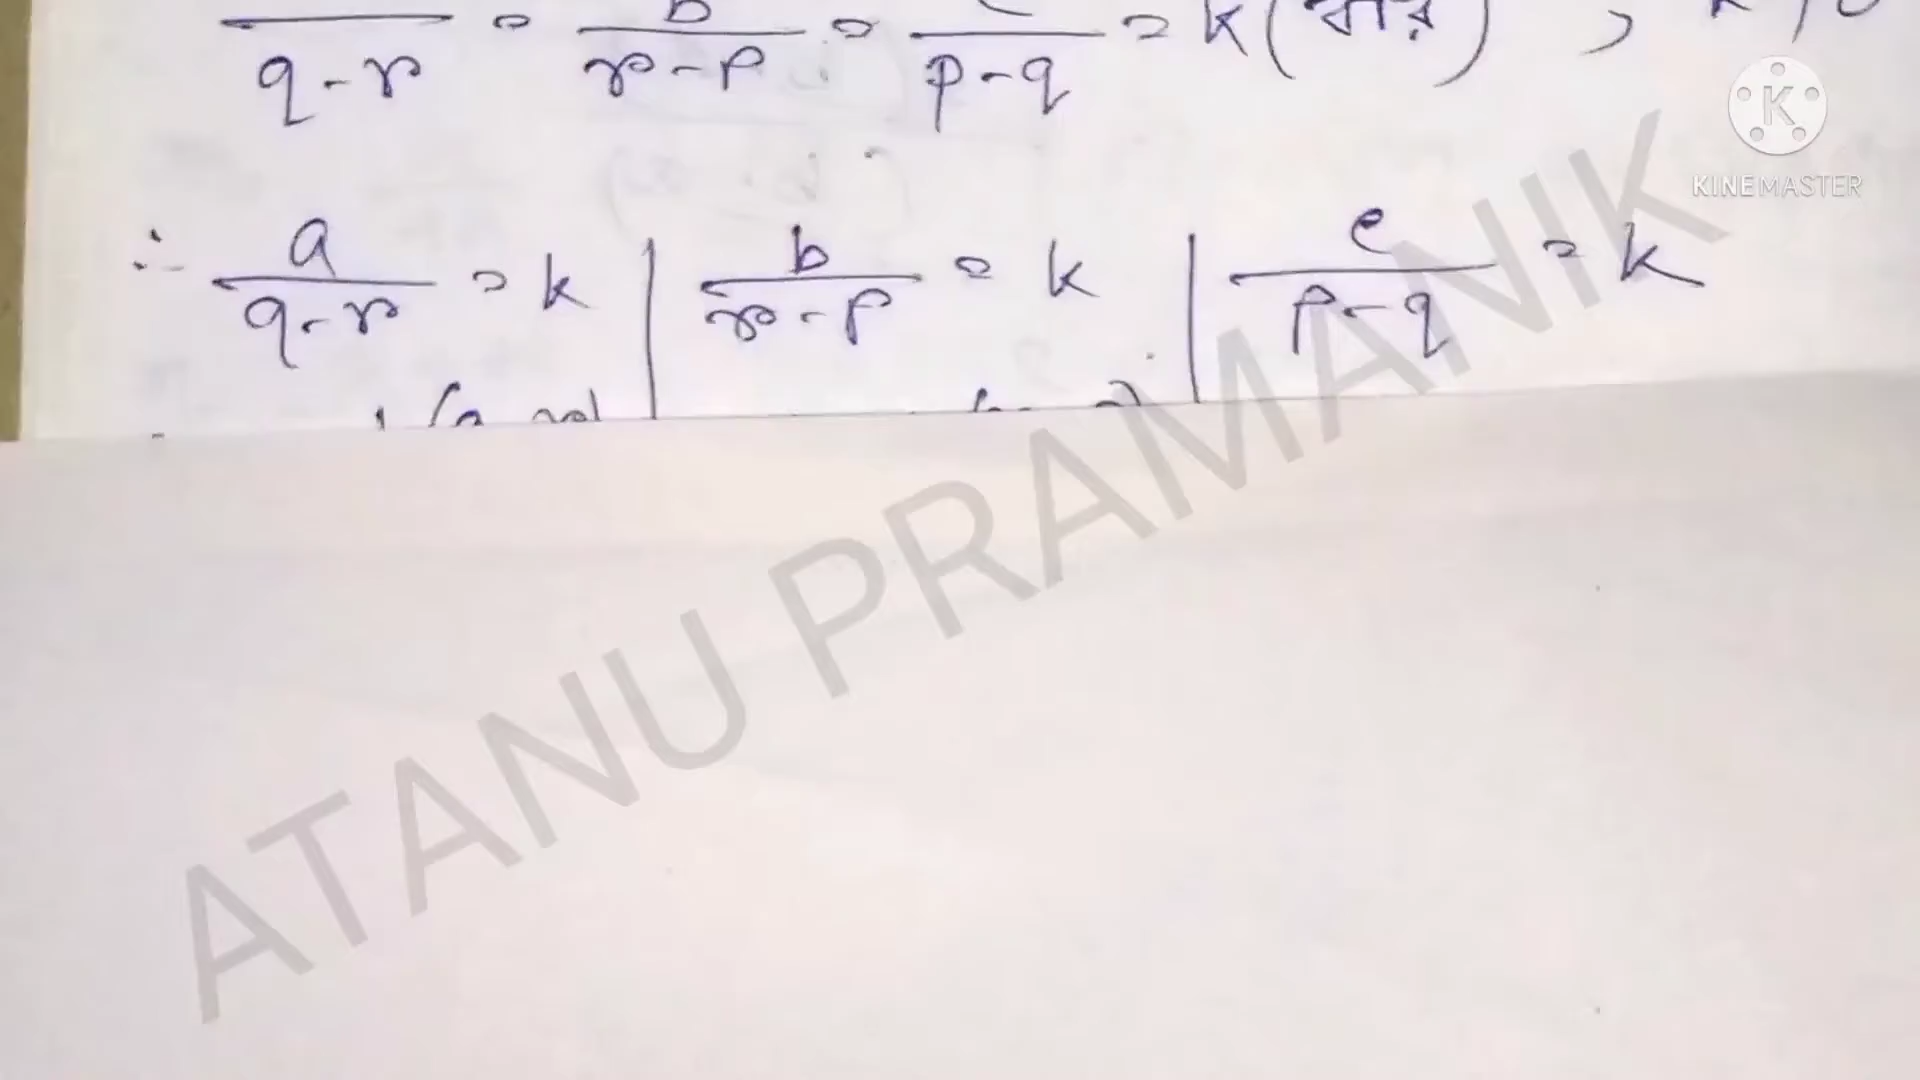 /(q-r) = b/(r-p) = /(p-q) = k (ধরি) ,
∴ a/(q-r) = k | b/(r-p) = k | c/(p-q) = k
KINEMASTER
ATANU PRAMANIK